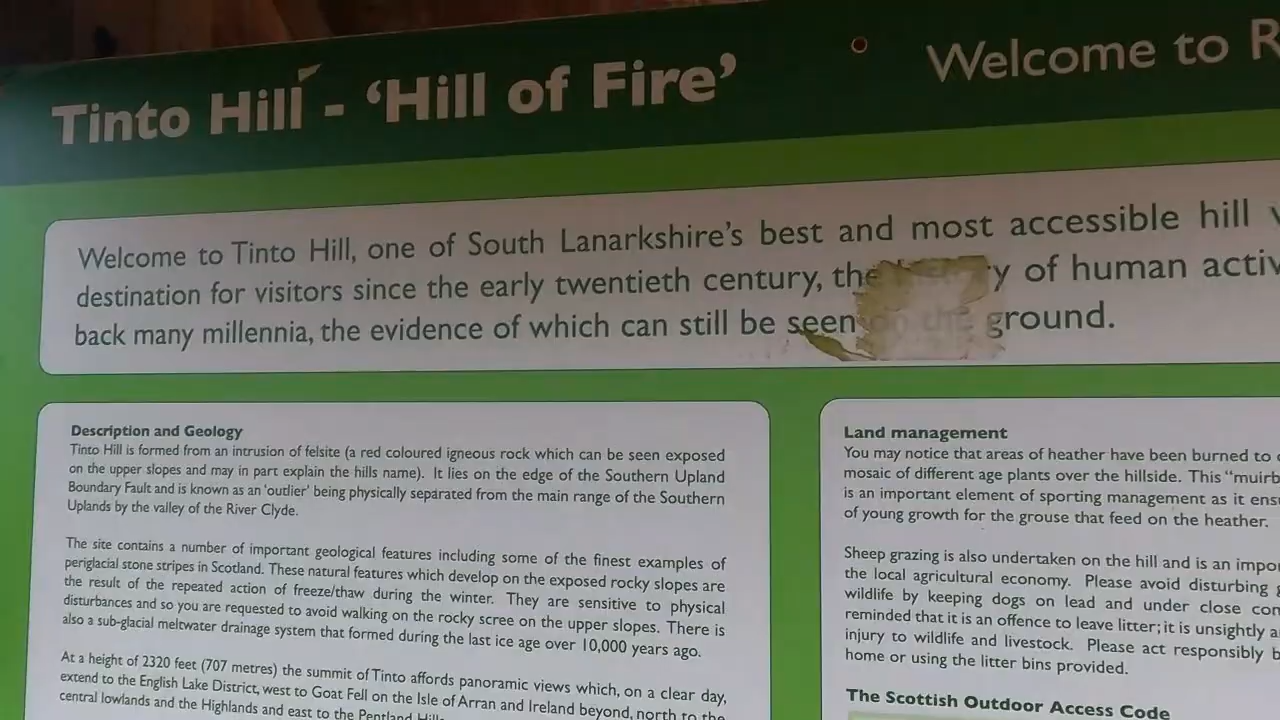 Tinto Hill - ‘Hill of Fire’
Welcome to R
Welcome to Tinto Hill, one of South Lanarkshire's best and most accessible hill
destination for visitors since the early twentieth century, the of human activ
back many millennia, the evidence of which can still be seen on the ground.
Description and Geology
Tinto Hill is formed from an intrusion of felsite (a red coloured igneous rock which can be seen exposed
on the upper slopes and may in part explain the hills name). It lies on the edge of the Southern Upland
Boundary Fault and is known as an 'outlier' being physically separated from the main range of the Southern
Uplands by the valley of the River Clyde.
The site contains a number of important geological features including some of the finest examples of
periglacial stone stripes in Scotland. These natural features which develop on the exposed rocky slopes are
the result of the repeated action of freeze/thaw during the winter. They are sensitive to physical
disturbances and so you are requested to avoid walking on the rocky scree on the upper slopes. There is
also a sub-glacial meltwater drainage system that formed during the last ice age over 10,000 years ago.
At a height of 2320 feet (707 metres) the summit of Tinto affords panoramic views which, on a clear day,
extend to the English Lake District, west to Goat Fell on the Isle of Arran and Ireland beyond, north to the
central lowlands and the Highlands and east to the Pentland Hills
Land management
You may notice that areas of heather have been burned to
mosaic of different age plants over the hillside. This “muirb
is an important element of sporting management as it ens
of young growth for the grouse that feed on the heather.
Sheep grazing is also undertaken on the hill and is an impo
the local agricultural economy. Please avoid disturbing
wildlife by keeping dogs on lead and under close con
reminded that it is an offence to leave litter; it is unsightly a
injury to wildlife and livestock. Please act responsibly b
home or using the litter bins provided.
The Scottish Outdoor Access Code